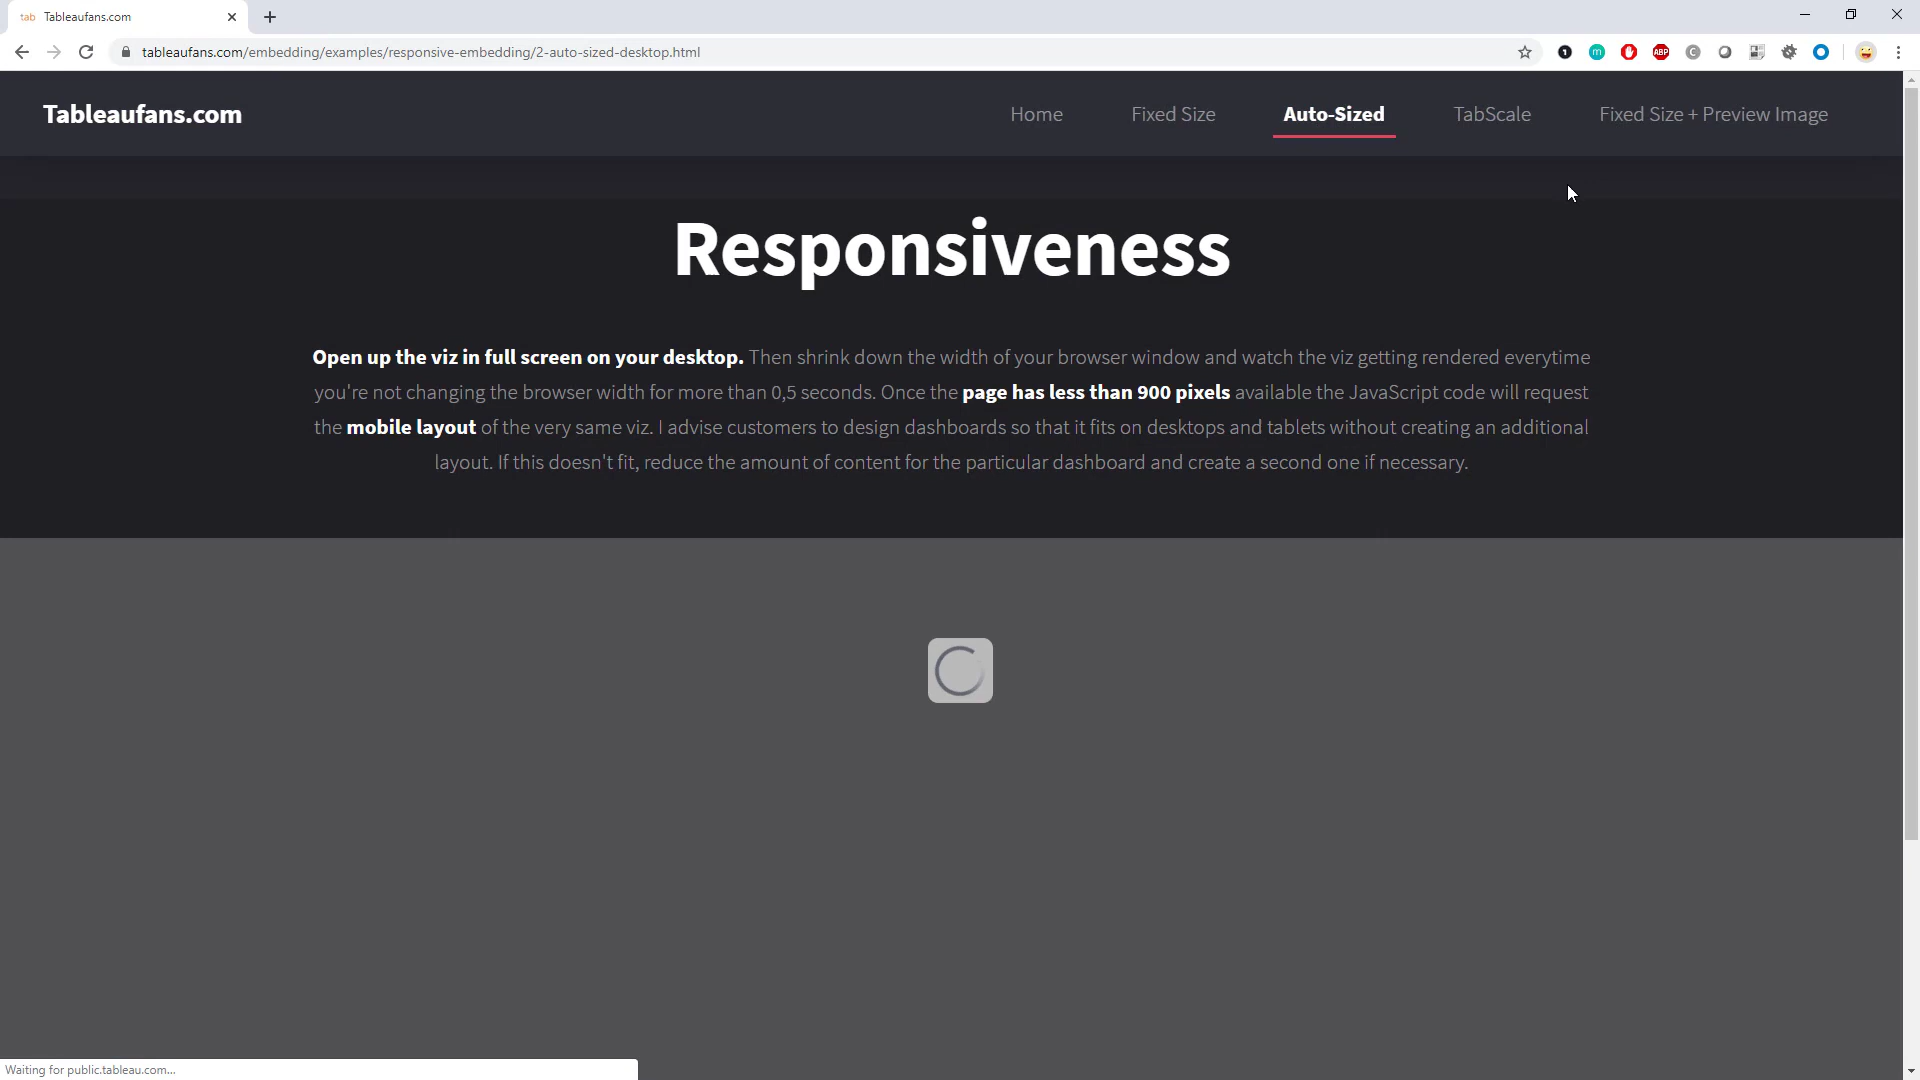 tab Tableaufans.com
tableaufans.com/embedding/examples/responsive-embedding/2-auto-sized-desktop.html
1 m ABP C
Tableaufans.com Home Fixed Size Auto-Sized TabScale Fixed Size + Preview Image
Responsiveness
Open up the viz in full screen on your desktop. Then shrink down the width of your browser window and watch the viz getting rendered everytime
you're not changing the browser width for more than 0,5 seconds. Once the page has less than 900 pixels available the JavaScript code will request
the mobile layout of the very same viz. I advise customers to design dashboards so that it fits on desktops and tablets without creating an additional
layout. If this doesn't fit, reduce the amount of content for the particular dashboard and create a second one if necessary.
Waiting for public.tableau.com...